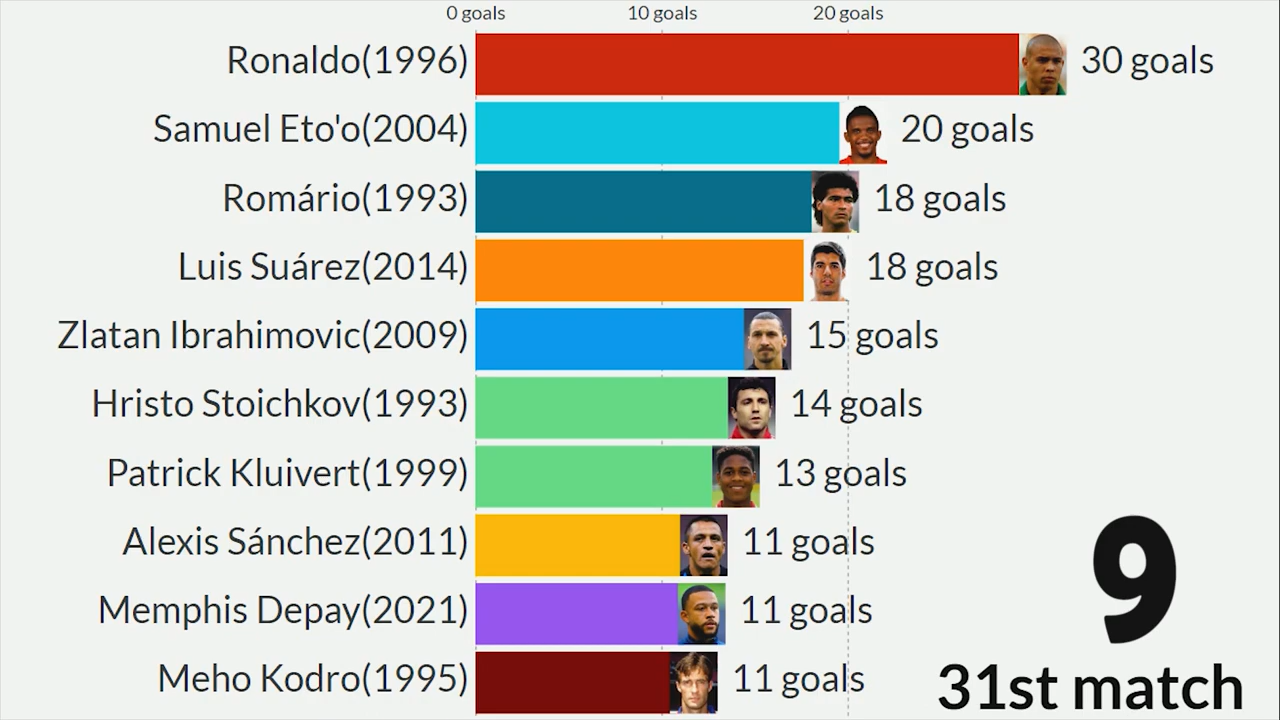 0 goals 10 goals 20 goals
Ronaldo(1996) 30 goals
Samuel Eto'o(2004) 20 goals
Romário(1993) 18 goals
Luis Suárez(2014) 18 goals
Zlatan Ibrahimovic(2009) 15 goals
Hristo Stoichkov(1993) 14 goals
Patrick Kluivert(1999) 13 goals
Alexis Sánchez(2011) 11 goals
Memphis Depay(2021) 11 goals
Meho Kodro(1995) 11 goals
9
31st match